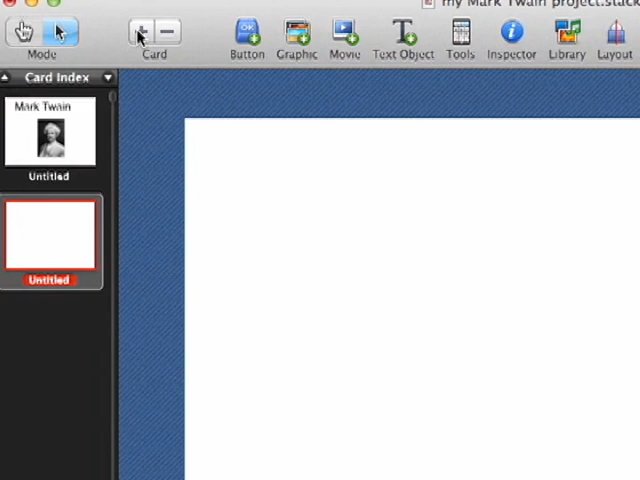 my Mark Twain project.stack
Mode
Card
Button
Graphic
Movie
Text Object
Tools
Inspector
Library
Layout
Card Index
Mark Twain
Untitled
Untitled